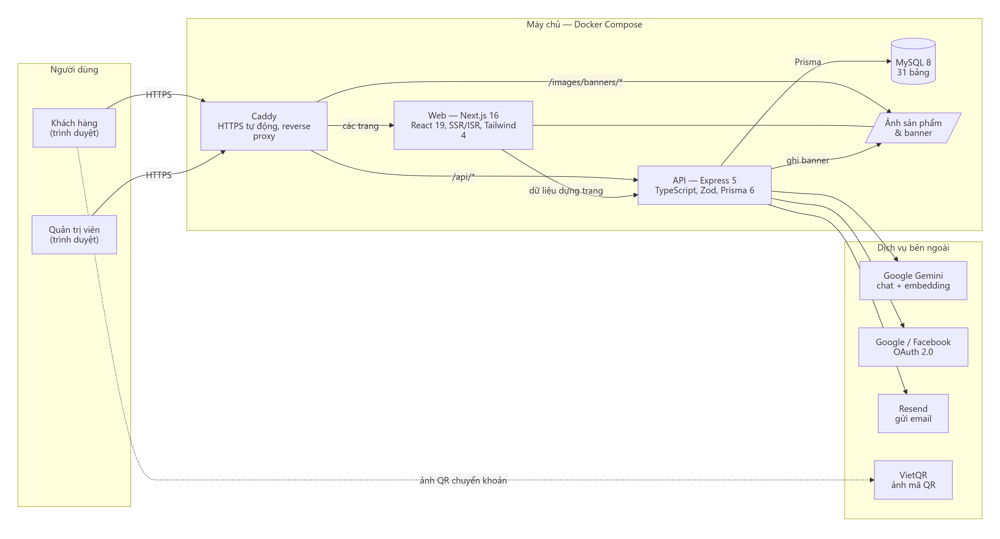 Máy chủ — Docker Compose
Người dùng
Khách hàng
(trình duyệt)
Quản trị viên
(trình duyệt)
HTTPS
HTTPS
Caddy
HTTPS tự động, reverse
proxy
các trang
Web — Next.js 16
React 19, SSR/ISR, Tailwind
4
/images/banners/*
/api/*
dữ liệu dựng trang
API — Express 5
TypeScript, Zod, Prisma 6
Prisma
MySQL 8
31 bảng
Ảnh sản phẩm
& banner
ghi banner
Dịch vụ bên ngoài
Google Gemini
chat + embedding
Google / Facebook
OAuth 2.0
Resend
gửi email
ảnh QR chuyển khoản
VietQR
ảnh mã QR